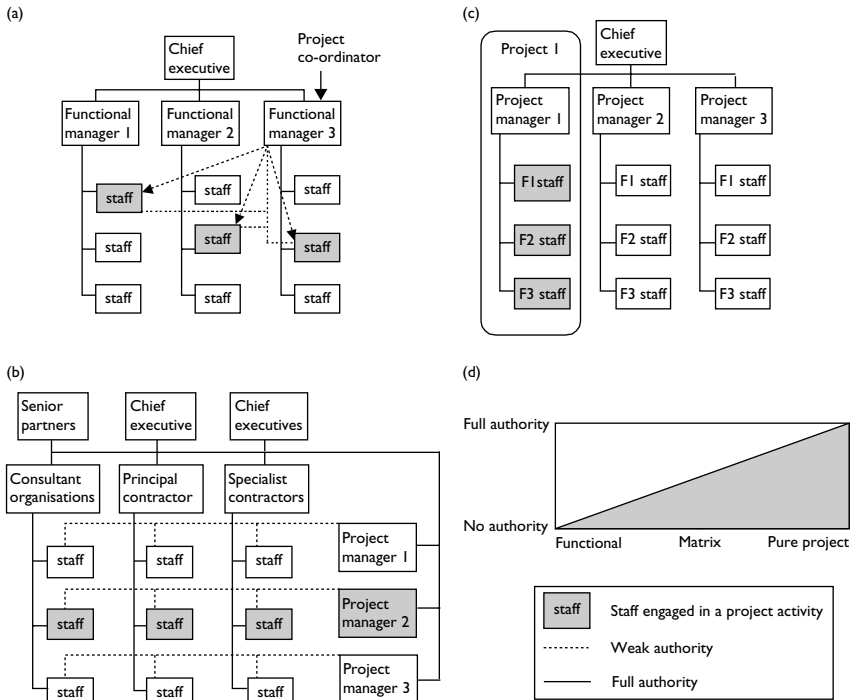 (a)
Chief
executive
Project
co-ordinator
Functional
manager 1
Functional
manager 2
Functional
manager 3
staff
staff
staff
staff
staff
staff
staff
staff
staff
(c)
Project 1
Chief
executive
Project
manager 1
Project
manager 2
Project
manager 3
F1staff
F1 staff
F1 staff
F2 staff
F2 staff
F2 staff
F3 staff
F3 staff
F3 staff
(b)
Senior
partners
Chief
executive
Chief
executives
Consultant
organisations
Principal
contractor
Specialist
contractors
staff
staff
staff
Project
manager 1
staff
staff
staff
Project
manager 2
staff
staff
staff
Project
manager 3
(d)
Full authority
No authority
Functional
Matrix
Pure project
staff
Staff engaged in a project activity
Weak authority
Full authority